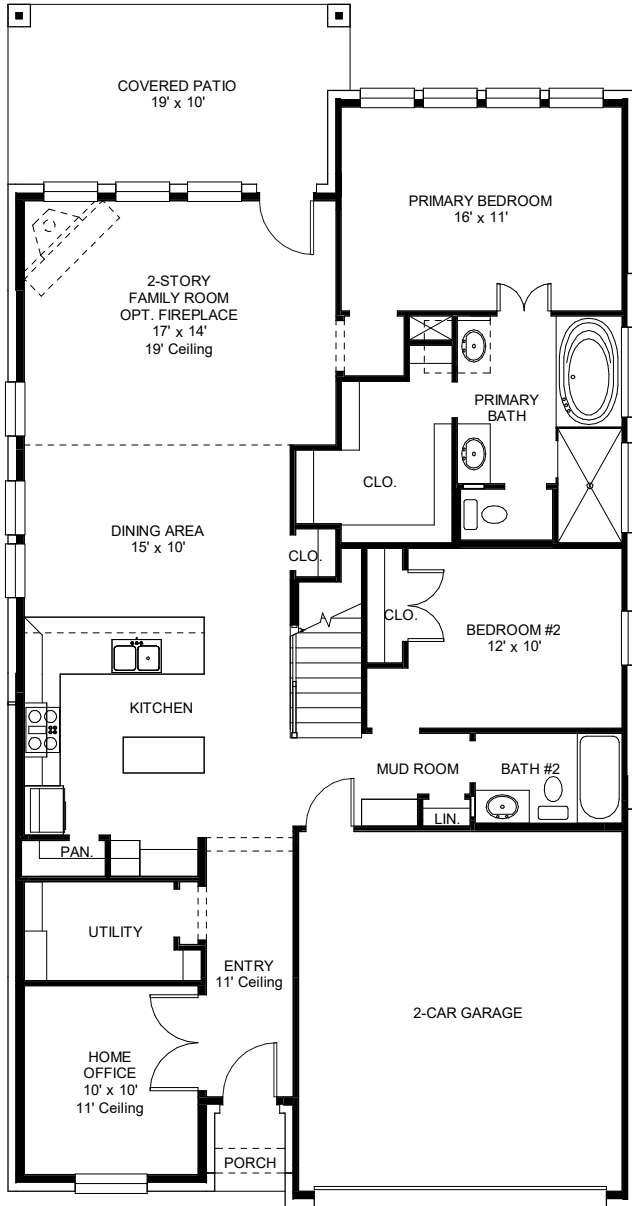 COVERED PATIO
19' x 10'
PRIMARY BEDROOM
16' x 11'
2-STORY
FAMILY ROOM
OPT. FIREPLACE
17' x 14'
19' Ceiling
PRIMARY
BATH
CLO.
DINING AREA
15' x 10'
CLO.
CLO.
BEDROOM #2
12' x 10'
KITCHEN
MUD ROOM
BATH #2
LIN.
PAN.
UTILITY
ENTRY
11' Ceiling
2-CAR GARAGE
HOME
OFFICE
10' x 10'
11' Ceiling
PORCH